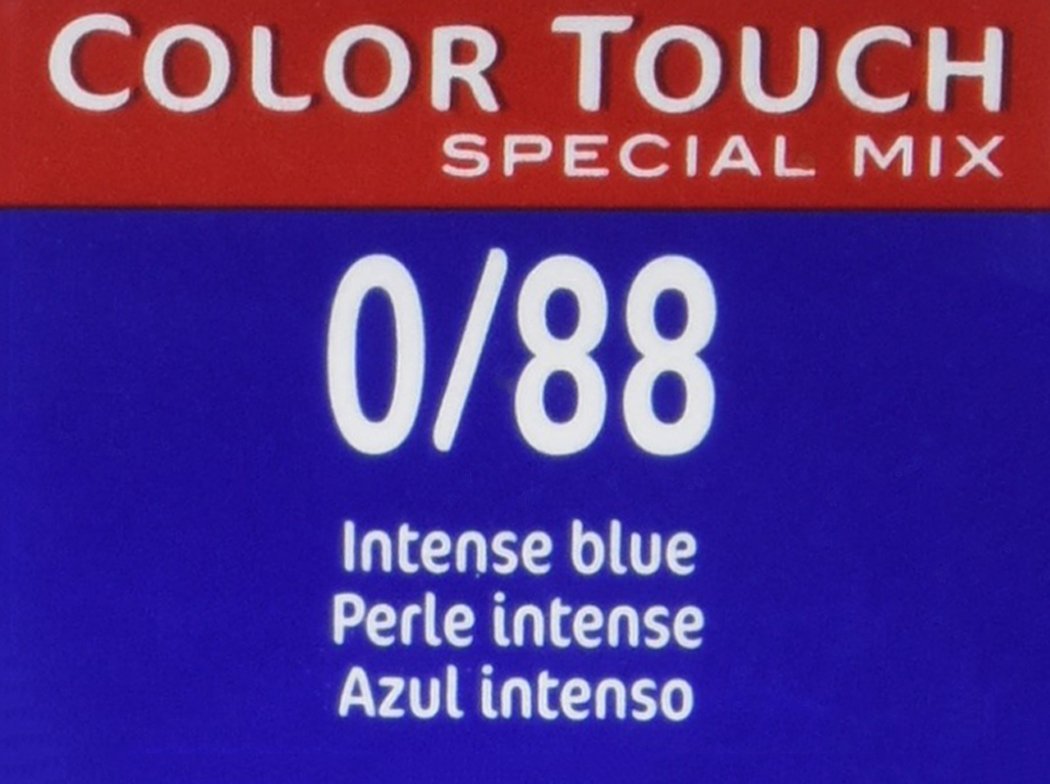 COLOR TOUCH
SPECIAL MIX
0/88
Intense blue
Perle intense
Azul intenso